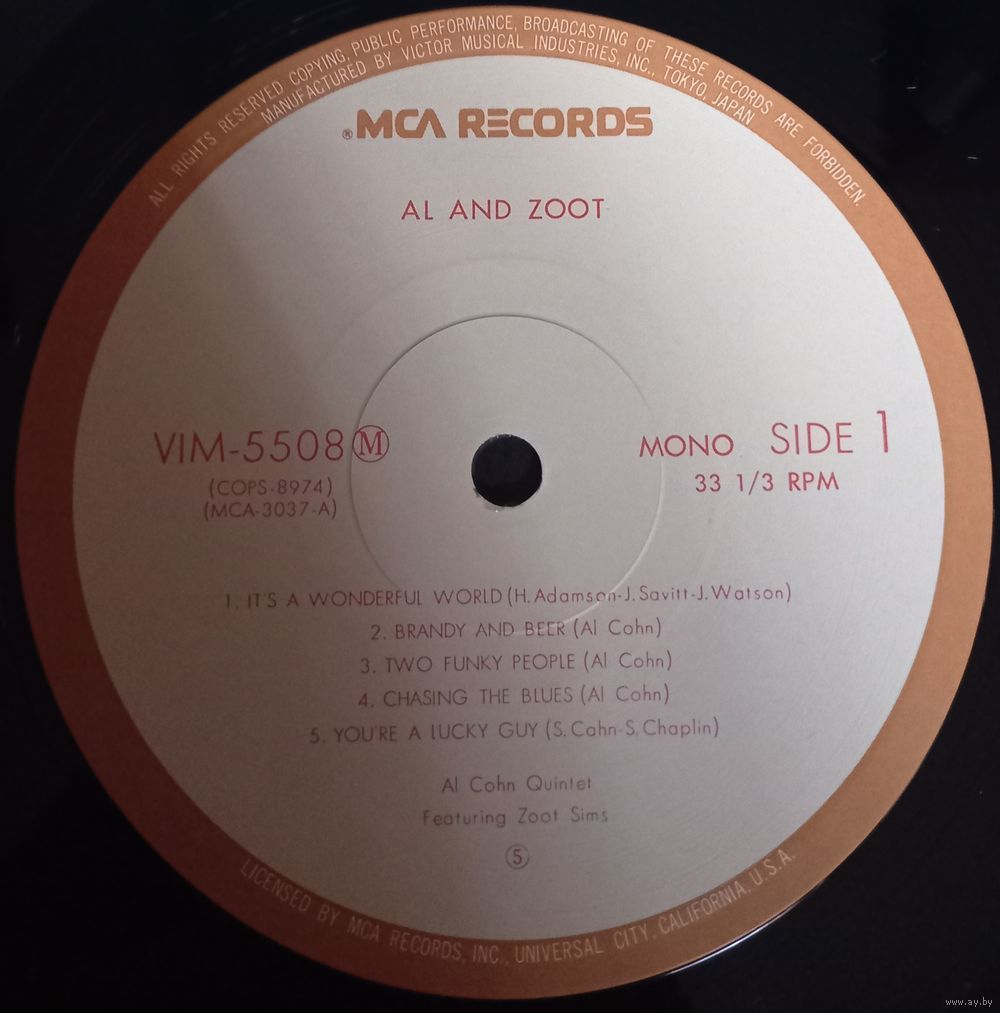 ALL RIGHTS RESERVED COPYING, PUBLIC PERFORMANCE, BROADCASTING OF THESE RECORDS ARE FORBIDDEN.
MANUFACTURED BY VICTOR MUSICAL INDUSTRIES, INC., TOKYO, JAPAN
® MCA RECORDS
AL AND ZOOT
VIM-5508 Ⓜ
(COPS-8974)
(MCA-3037-A)
MONO SIDE 1
33 1/3 RPM
1. IT'S A WONDERFUL WORLD (H. Adamson-J. Savitt-J. Watson)
2. BRANDY AND BEER (Al Cohn)
3. TWO FUNKY PEOPLE (Al Cohn)
4. CHASING THE BLUES (Al Cohn)
5. YOU'RE A LUCKY GUY (S. Cahn-S. Chaplin)
Al Cohn Quintet
Featuring Zoot Sims
⑤
LICENSED BY MCA RECORDS, INC., UNIVERSAL CITY, CALIFORNIA, U.S.A.
www.ay.by